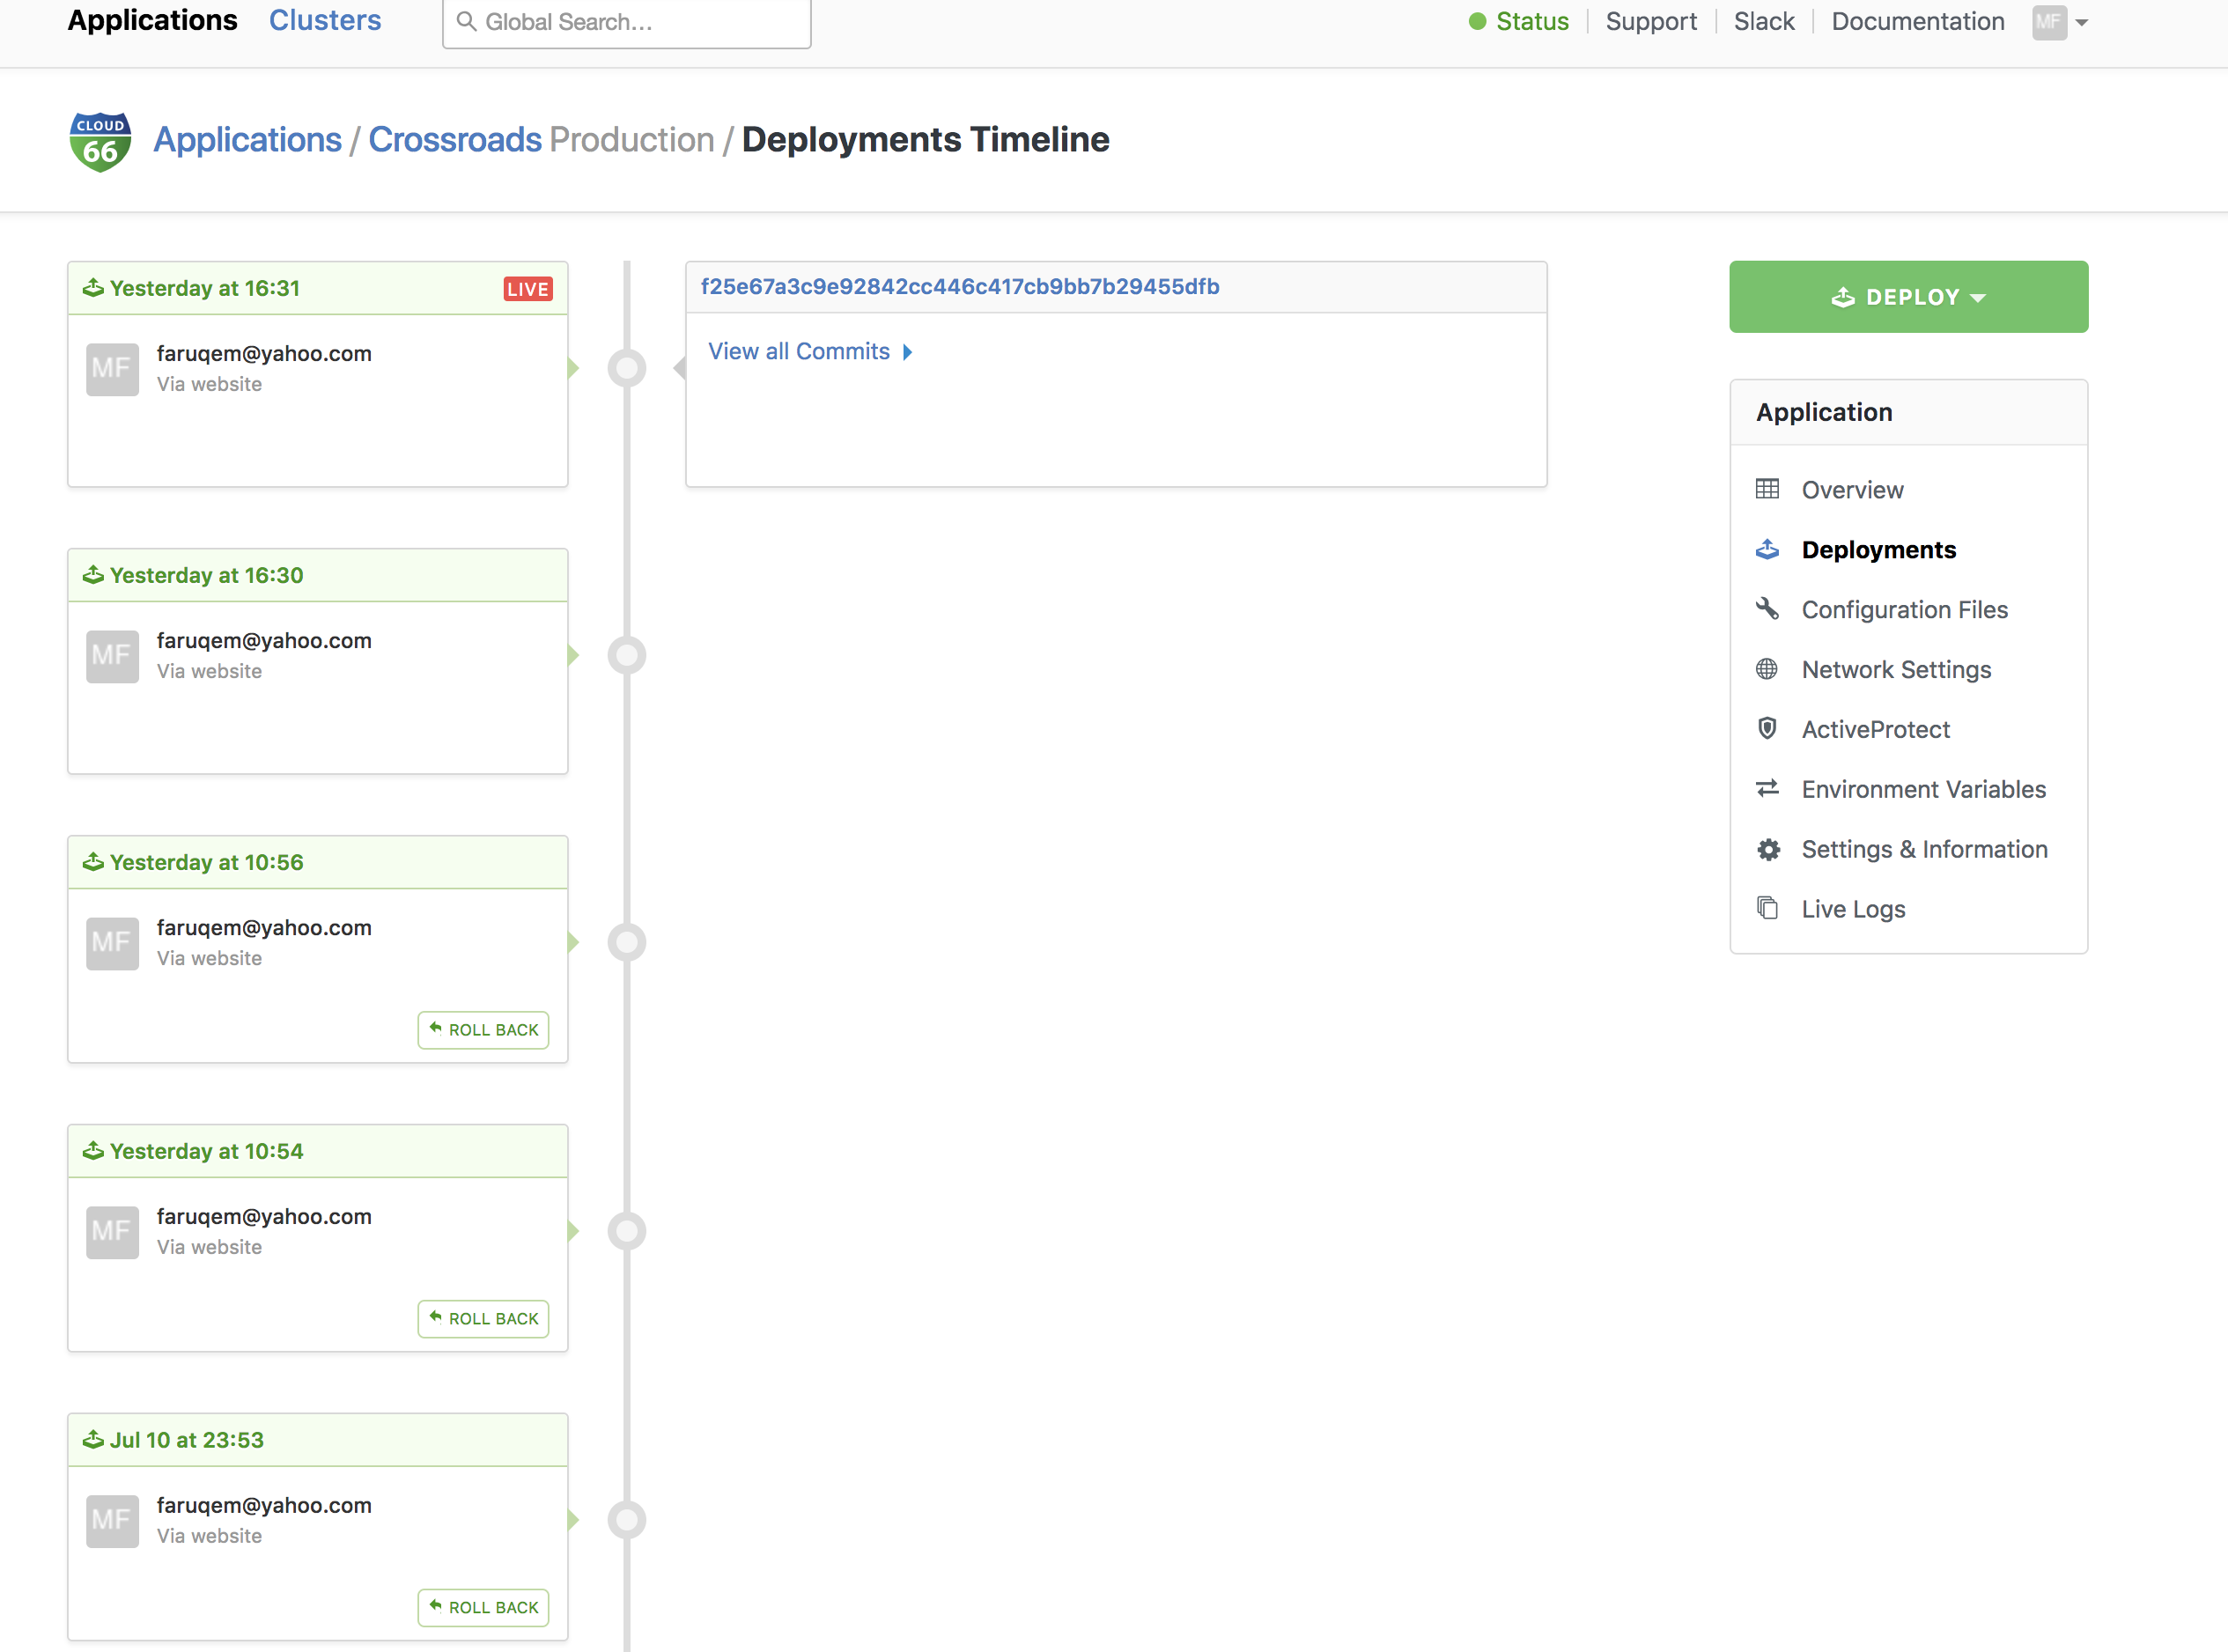 Applications Clusters Global Search... Status Support Slack Documentation MF
CLOUD 66
Applications / Crossroads Production / Deployments Timeline
Yesterday at 16:31 LIVE
MF faruqem@yahoo.com
Via website
f25e67a3c9e92842cc446c417cb9bb7b29455dfb
View all Commits
Yesterday at 16:30
MF faruqem@yahoo.com
Via website
Yesterday at 10:56
MF faruqem@yahoo.com
Via website
ROLL BACK
Yesterday at 10:54
MF faruqem@yahoo.com
Via website
ROLL BACK
Jul 10 at 23:53
MF faruqem@yahoo.com
Via website
ROLL BACK
DEPLOY
Application
Overview
Deployments
Configuration Files
Network Settings
ActiveProtect
Environment Variables
Settings & Information
Live Logs